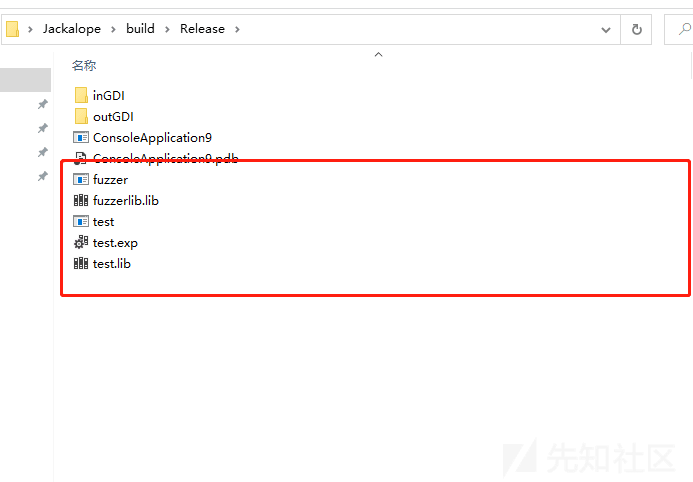 Jackalope > build > Release >
名称
inGDI
outGDI
ConsoleApplication9
ConsoleApplication9.pdb
fuzzer
fuzzerlib.lib
test
test.exp
test.lib
先知社区